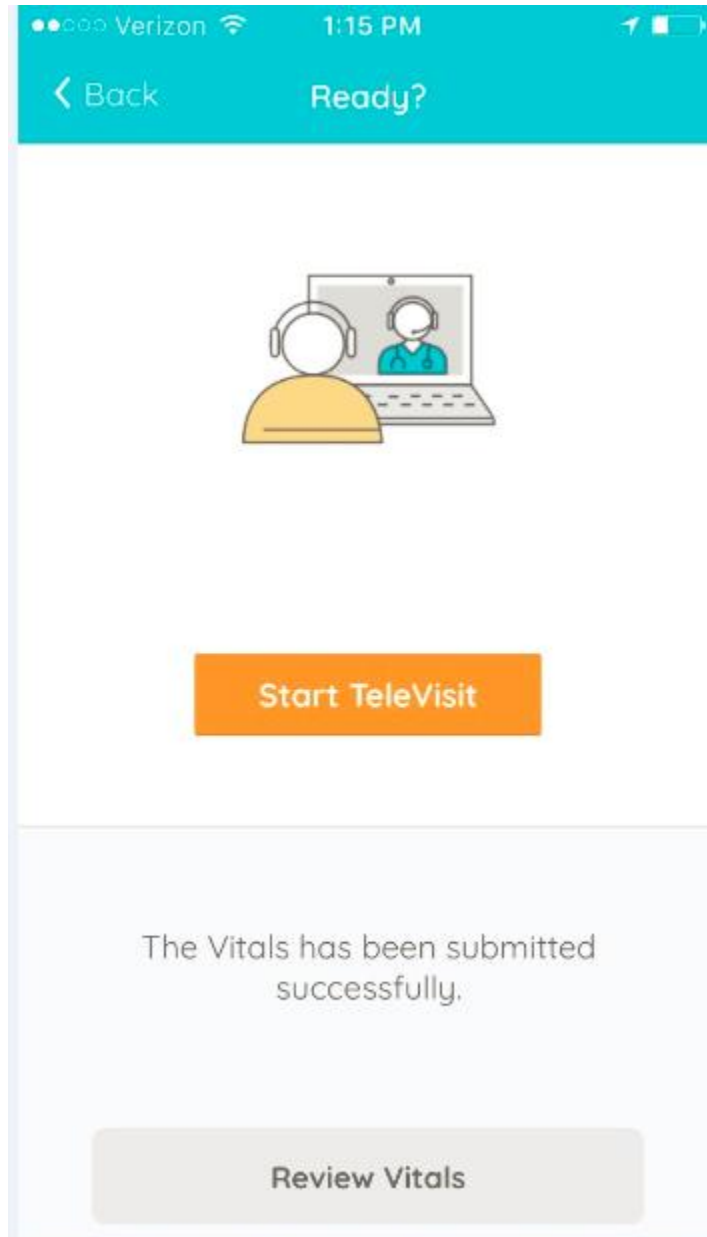 Verizon 1:15 PM
Back Ready?
Start TeleVisit
The Vitals has been submitted
successfully.
Review Vitals